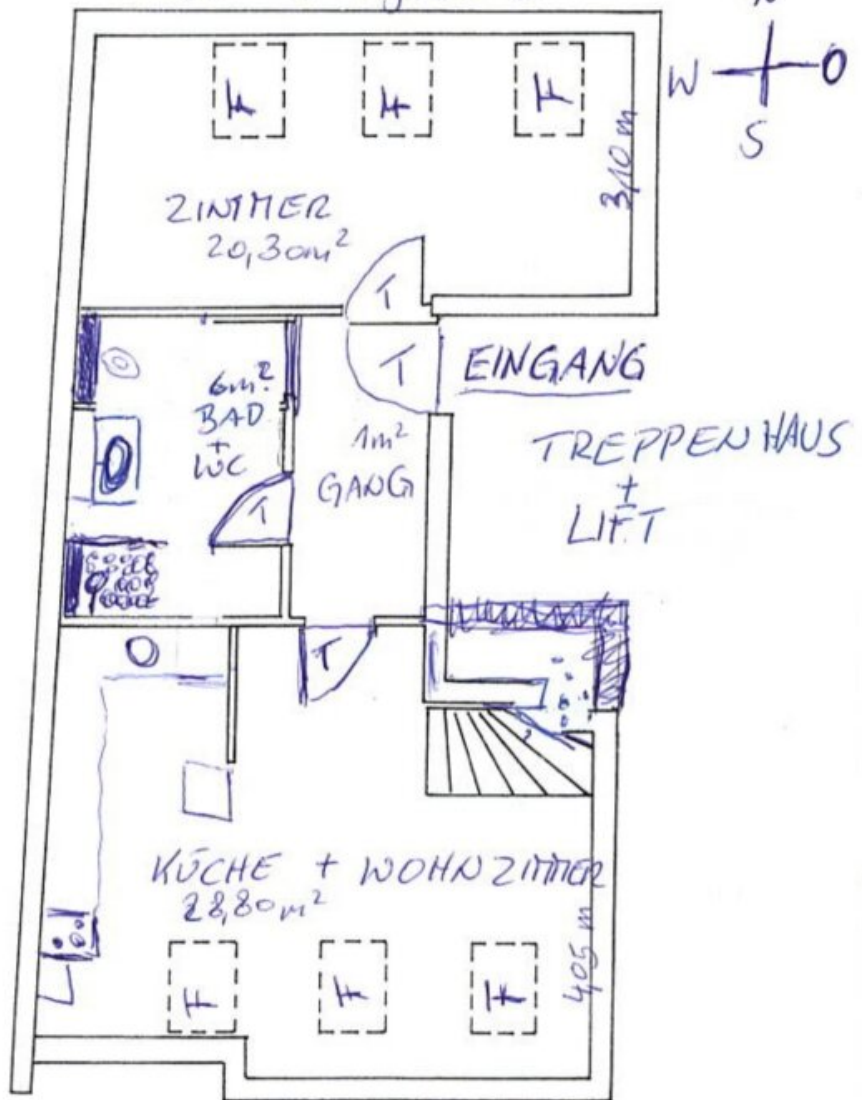 W O
S
F F F
3,10 m
ZIMMER
20,30m²
T
T
EINGANG
6m²
BAD
+
WC
1m²
GANG
TREPPENHAUS
+
LIFT
T
T
KÜCHE + WOHNZIMMER
28,80m²
4,05 m
F F F